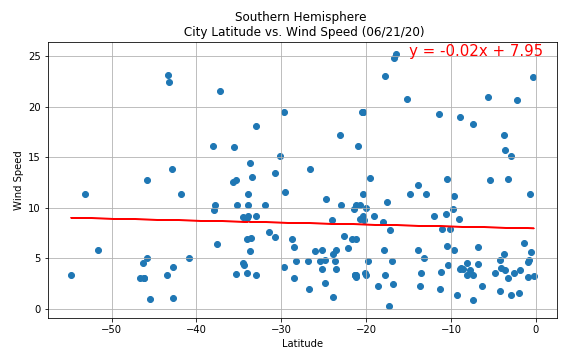 Southern Hemisphere
City Latitude vs. Wind Speed (06/21/20)
y = -0.02x + 7.95
25
20
15
10
5
0
Wind Speed
−50
−40
−30
−20
−10
0
Latitude